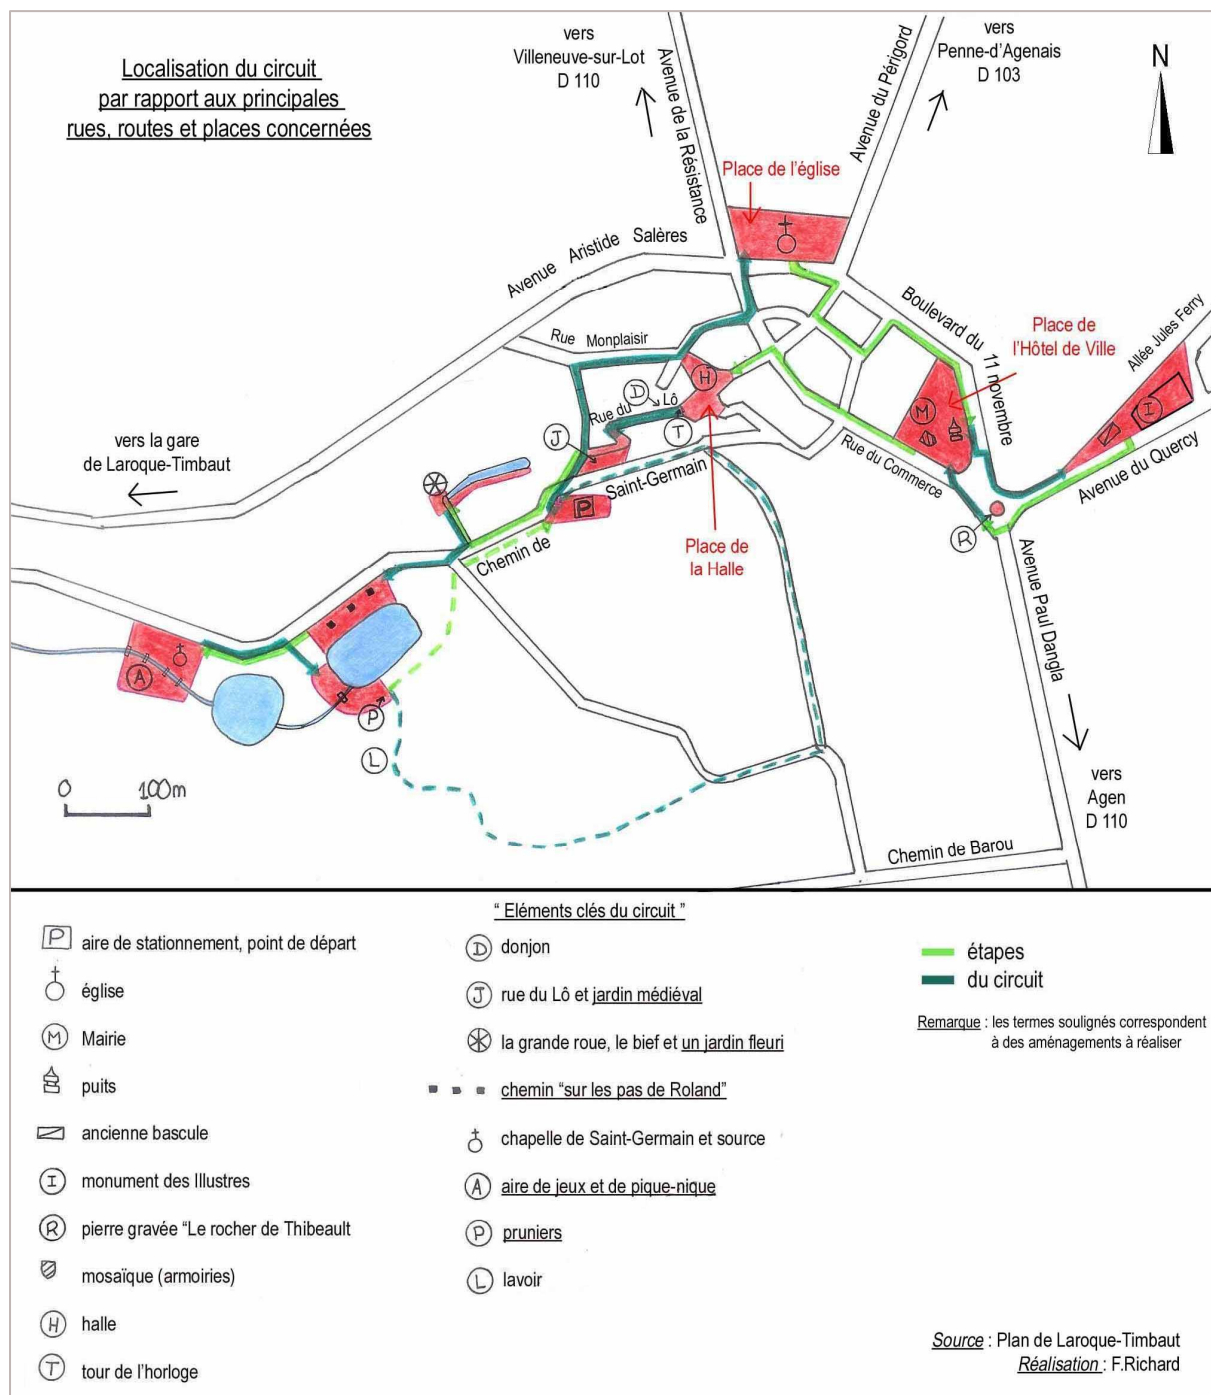 Localisation du circuit
par rapport aux principales
rues, routes et places concernées
vers
Villeneuve-sur-Lot
D 110
vers
Penne-d'Agenais
D 103
N
Avenue de la Résistance
Avenue du Périgord
Place de l'église
Avenue Aristide Salères
Boulevard du 11 novembre
Place de
l'Hôtel de Ville
Allée Jules Ferry
Rue Monplaisir
H
D
Rue du Lô
M
I
J
T
vers la gare
de Laroque-Timbaut
Rue du Commerce
Avenue du Quercy
Saint-Germain
P
Chemin de
R
Place de
la Halle
Avenue Paul Dangla
A
P
L
0 100m
vers
Agen
D 110
Chemin de Barou
P aire de stationnement, point de départ
église
M Mairie
puits
ancienne bascule
I monument des Illustres
R pierre gravée “Le rocher de Thibeault
mosaïque (armoiries)
H halle
T tour de l'horloge
“ Eléments clés du circuit ”
D donjon
J rue du Lô et jardin médiéval
la grande roue, le bief et un jardin fleuri
chemin “sur les pas de Roland”
chapelle de Saint-Germain et source
A aire de jeux et de pique-nique
P pruniers
L lavoir
étapes
du circuit
Remarque : les termes soulignés correspondent
à des aménagements à réaliser
Source : Plan de Laroque-Timbaut
Réalisation : F.Richard